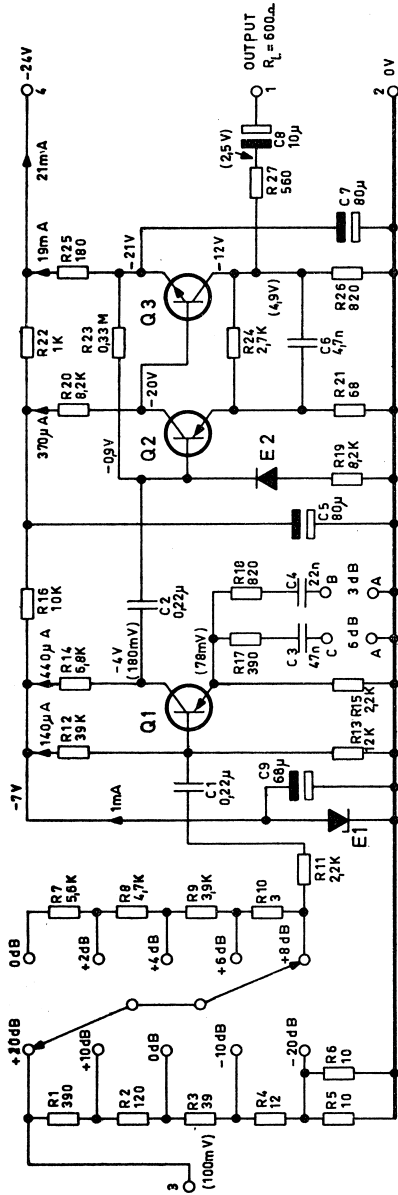 3
(100mV)
+20dB
R1
390
+10dB
R2
120
0dB
R3
39
-10dB
R4
12
-20dB
R5
10
R6
10
0dB
R7
5,6K
+2dB
R8
4,7K
+4dB
R9
3,9K
+6dB
R10
3
+8dB
R11
2,2K
-7V
1mA
C9
68µ
E1
C1
0,22µ
140µA
R12
39K
440µA
R14
6,8K
R16
10K
Q1
-4V
(180mV)
(78mV)
R13
12K
R15
2,2K
C2
0,22µ
R17
390
R18
820
C3
47n
C4
22n
C
B
A
A
6dB
3dB
C5
80µ
370µA
R20
8,2K
R22
1K
-0,9V
R23
0,33M
E2
R19
8,2K
Q2
-20V
Q3
-21V
-12V
19mA
R25
180
21mA
-24V
4
R24
2,7K
C6
4,7n
R21
68
(4,9V)
R26
820
C7
80µ
R27
560
(2,5V)
C8
10µ
OUTPUT
RL=600Ω
1
2
0V